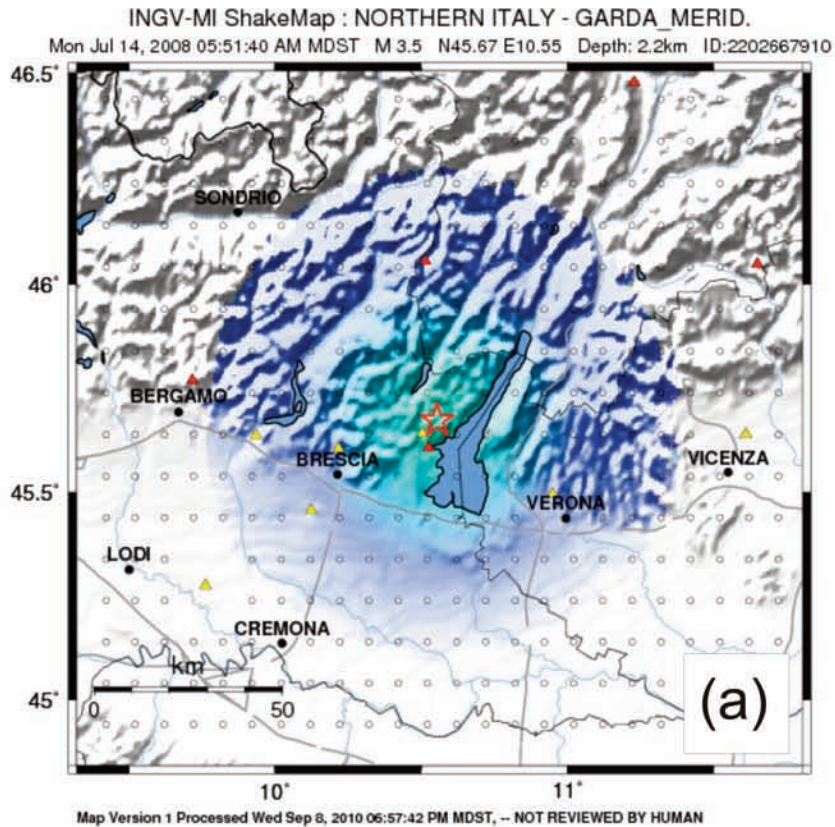 INGV-MI ShakeMap : NORTHERN ITALY - GARDA_MERID.
Mon Jul 14, 2008 05:51:40 AM MDST M 3.5 N45.67 E10.55 Depth: 2.2km ID:2202667910
46.5°
SONDRIO
46°
BERGAMO
BRESCIA
VICENZA
45.5°
VERONA
LODI
CREMONA
km
0 50
45°
(a)
10° 11°
Map Version 1 Processed Wed Sep 8, 2010 06:57:42 PM MDST, -- NOT REVIEWED BY HUMAN